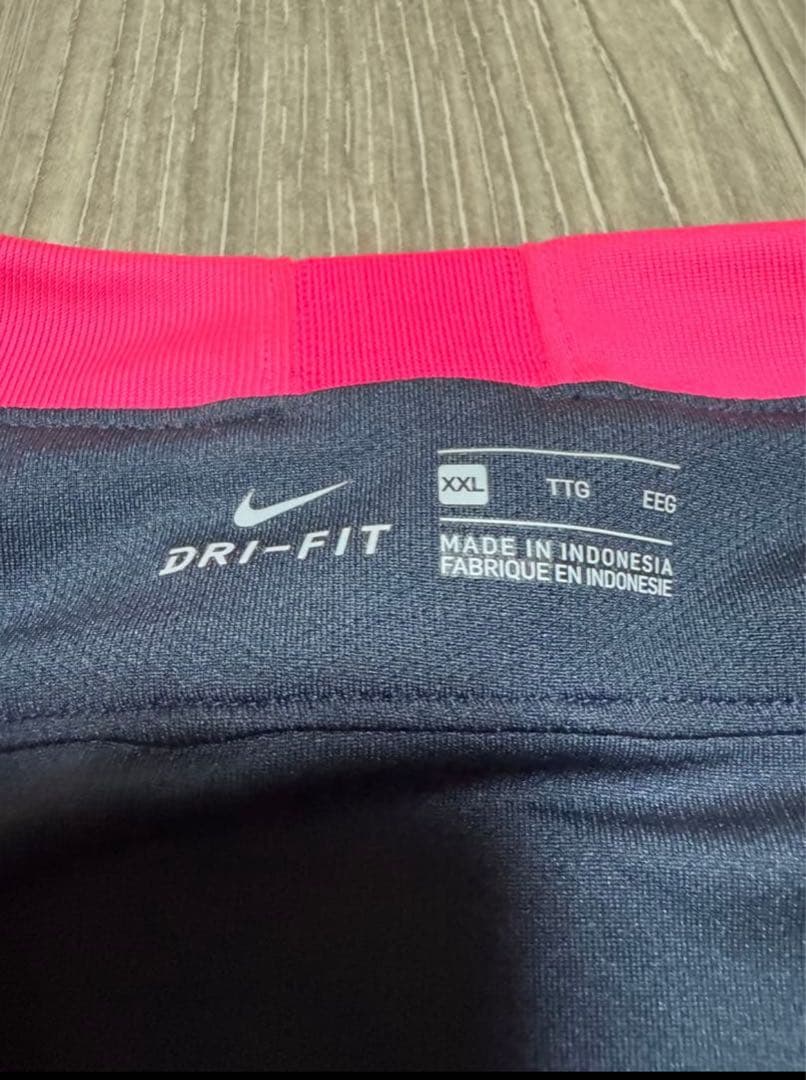 DRI-FIT
XXL TTG EEG
MADE IN INDONESIA
FABRIQUE EN INDONESIE